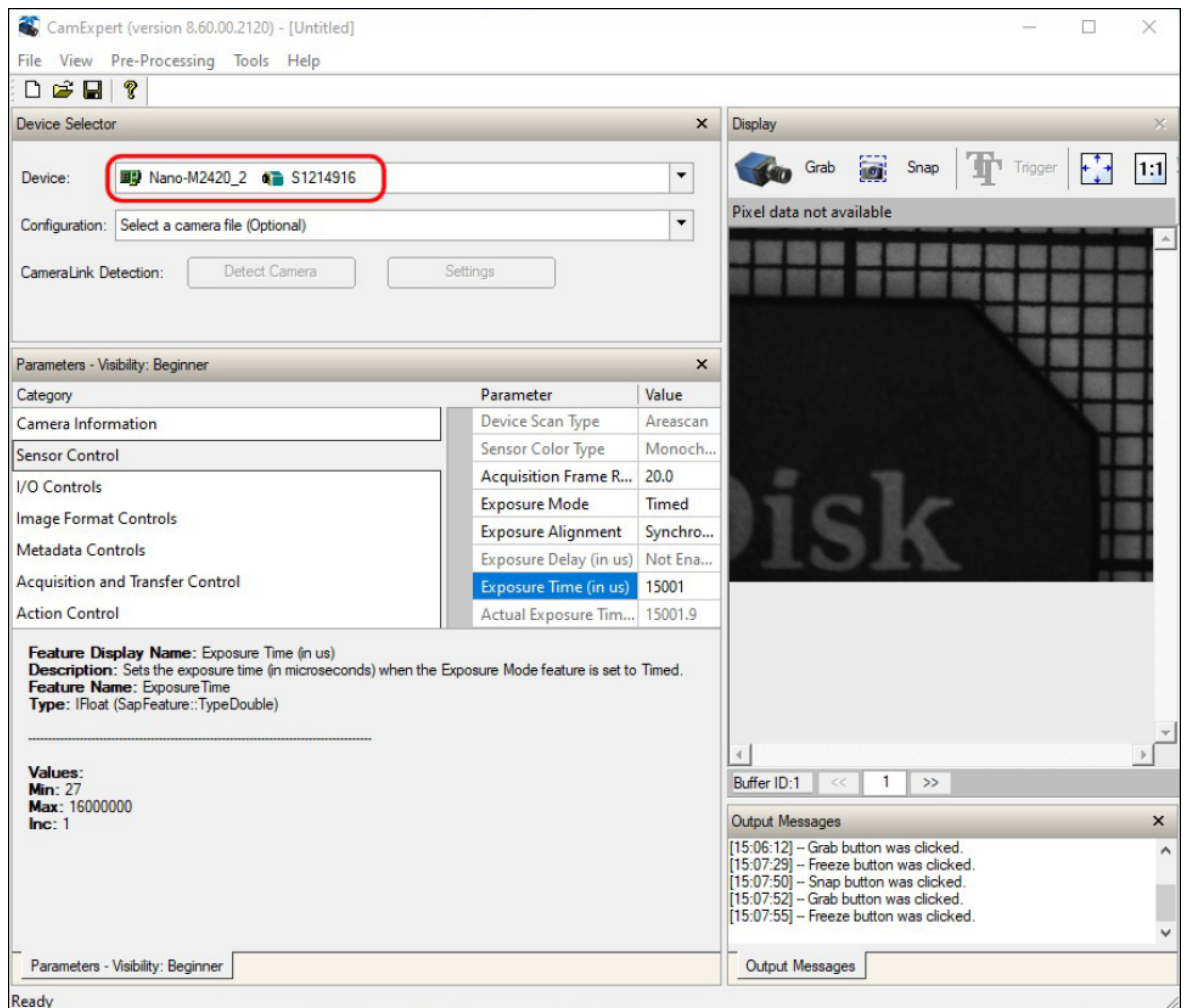 CamExpert (version 8.60.00.2120) - [Untitled]
File View Pre-Processing Tools Help
Device Selector
Device: Nano-M2420_2 S1214916
Configuration: Select a camera file (Optional)
CameraLink Detection: Detect Camera Settings
Parameters - Visibility: Beginner
Category
Camera Information
Sensor Control
I/O Controls
Image Format Controls
Metadata Controls
Acquisition and Transfer Control
Action Control
Parameter Value
Device Scan Type Areascan
Sensor Color Type Monoch...
Acquisition Frame R... 20.0
Exposure Mode Timed
Exposure Alignment Synchro...
Exposure Delay (in us) Not Ena...
Exposure Time (in us) 15001
Actual Exposure Tim... 15001.9
Feature Display Name: Exposure Time (in us)
Description: Sets the exposure time (in microseconds) when the Exposure Mode feature is set to Timed.
Feature Name: ExposureTime
Type: IFloat (SapFeature::TypeDouble)
Values:
Min: 27
Max: 16000000
Inc: 1
Parameters - Visibility: Beginner
Ready
Display
Grab Snap Trigger 1:1
Pixel data not available
Disk
Buffer ID:1 << 1 >>
Output Messages
[15:06:12] -- Grab button was clicked.
[15:07:29] -- Freeze button was clicked.
[15:07:50] -- Snap button was clicked.
[15:07:52] -- Grab button was clicked.
[15:07:55] -- Freeze button was clicked.
Output Messages